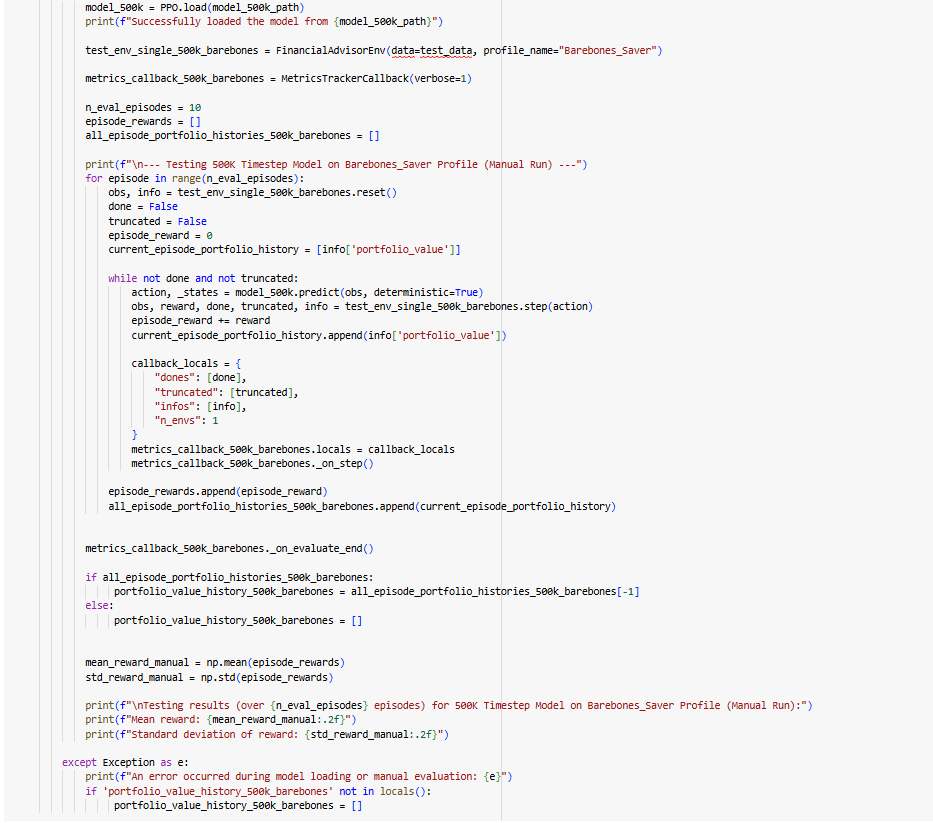 model_500k = PPO.load(model_500k_path)
print(f"Successfully loaded the model from {model_500k_path}")
test_env_single_500k_barebones = FinancialAdvisorEnv(data=test_data, profile_name="Barebones_Saver")
metrics_callback_500k_barebones = MetricsTrackerCallback(verbose=1)
n_eval_episodes = 10
episode_rewards = []
all_episode_portfolio_histories_500k_barebones = []
print(f"\n--- Testing 500K Timestep Model on Barebones_Saver Profile (Manual Run) ---")
for episode in range(n_eval_episodes):
obs, info = test_env_single_500k_barebones.reset()
done = False
truncated = False
episode_reward = 0
current_episode_portfolio_history = [info['portfolio_value']]
while not done and not truncated:
action, _states = model_500k.predict(obs, deterministic=True)
obs, reward, done, truncated, info = test_env_single_500k_barebones.step(action)
episode_reward += reward
current_episode_portfolio_history.append(info['portfolio_value'])
callback_locals = {
"dones": [done],
"truncated": [truncated],
"infos": [info],
"n_envs": 1
}
metrics_callback_500k_barebones.locals = callback_locals
metrics_callback_500k_barebones._on_step()
episode_rewards.append(episode_reward)
all_episode_portfolio_histories_500k_barebones.append(current_episode_portfolio_history)
metrics_callback_500k_barebones._on_evaluate_end()
if all_episode_portfolio_histories_500k_barebones:
portfolio_value_history_500k_barebones = all_episode_portfolio_histories_500k_barebones[-1]
else:
portfolio_value_history_500k_barebones = []
mean_reward_manual = np.mean(episode_rewards)
std_reward_manual = np.std(episode_rewards)
print(f"\nTesting results (over {n_eval_episodes} episodes) for 500K Timestep Model on Barebones_Saver Profile (Manual Run):")
print(f"Mean reward: {mean_reward_manual:.2f}")
print(f"Standard deviation of reward: {std_reward_manual:.2f}")
except Exception as e:
print(f"An error occurred during model loading or manual evaluation: {e}")
if 'portfolio_value_history_500k_barebones' not in locals():
portfolio_value_history_500k_barebones = []